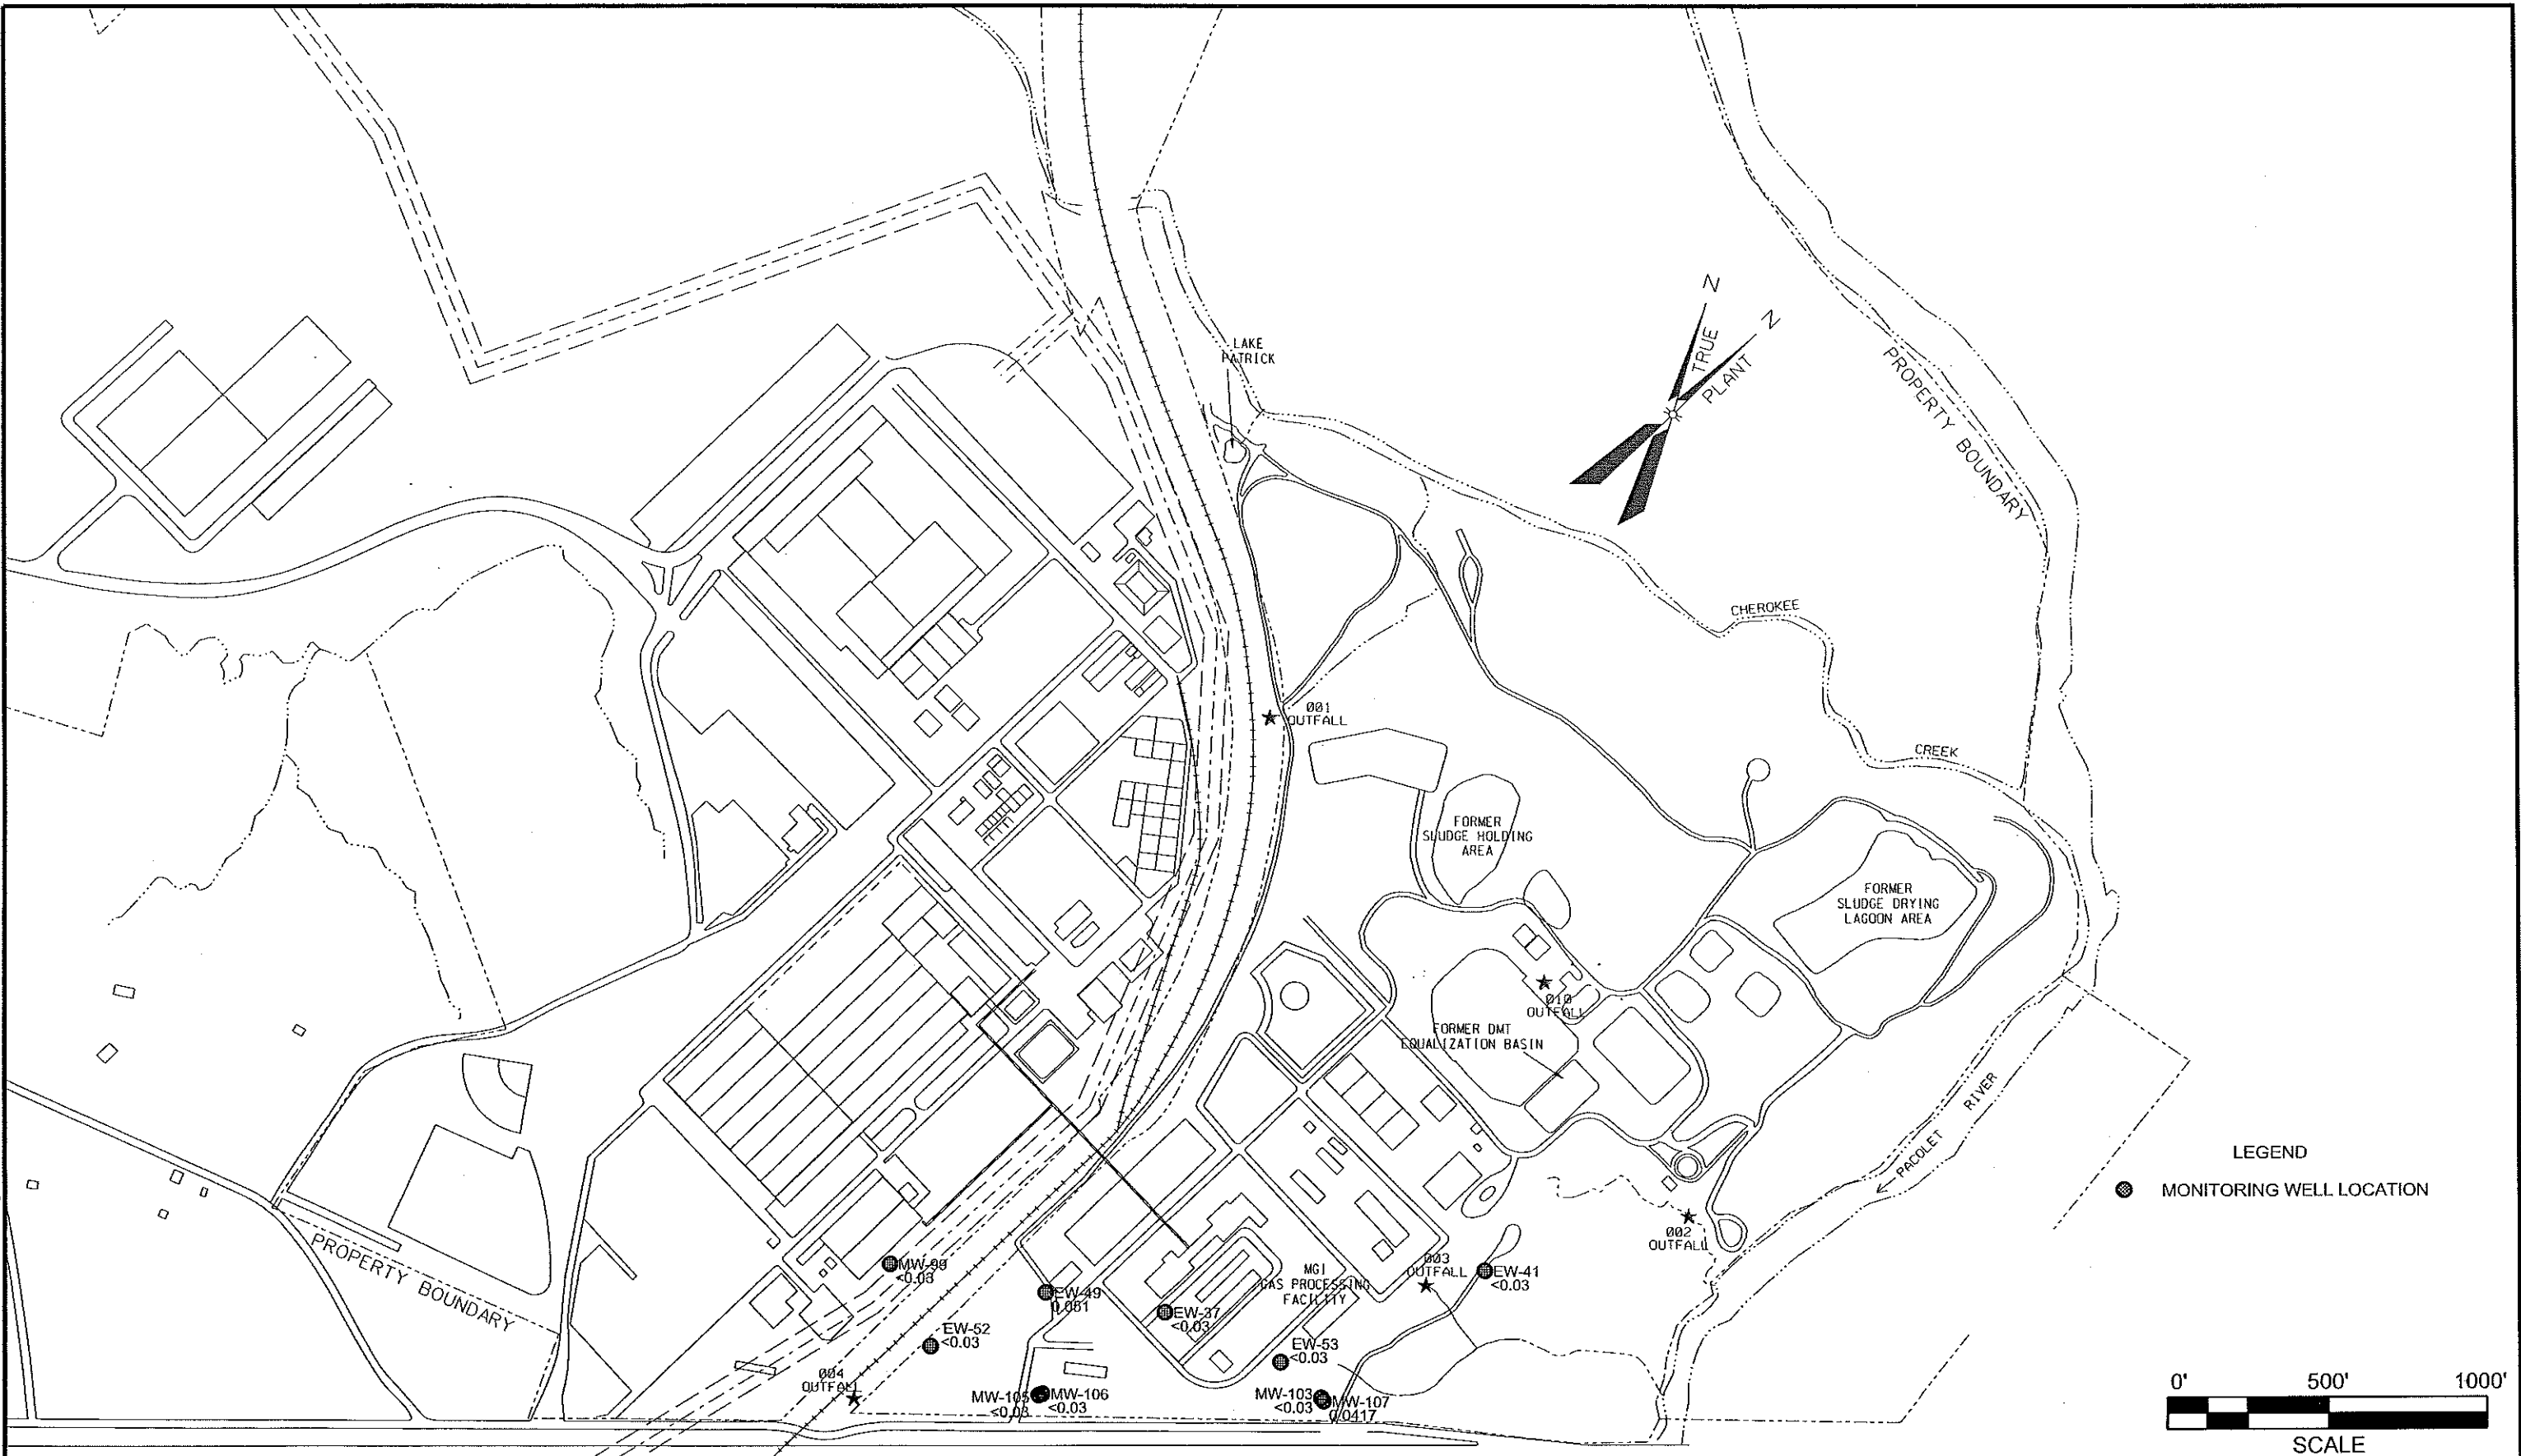 LAKE
PATRICK
N
TRUE
N
PLANT
PROPERTY BOUNDARY
CHEROKEE
CREEK
001
OUTFALL
FORMER
SLUDGE HOLDING
AREA
FORMER
SLUDGE DRYING
LAGOON AREA
010
OUTFALL
FORMER DMT
EQUALIZATION BASIN
PACOLET
RIVER
LEGEND
MONITORING WELL LOCATION
002
OUTFALL
PROPERTY BOUNDARY
MW-99
<0.03
EW-49
0.051
EW-37
<0.03
MGI
GAS PROCESSING
FACILITY
003
OUTFALL
EW-41
<0.03
EW-52
<0.03
EW-53
<0.03
004
OUTFALL
MW-105
<0.03
MW-106
<0.03
MW-103
<0.03
MW-107
0.0417
0' 500' 1000'
SCALE